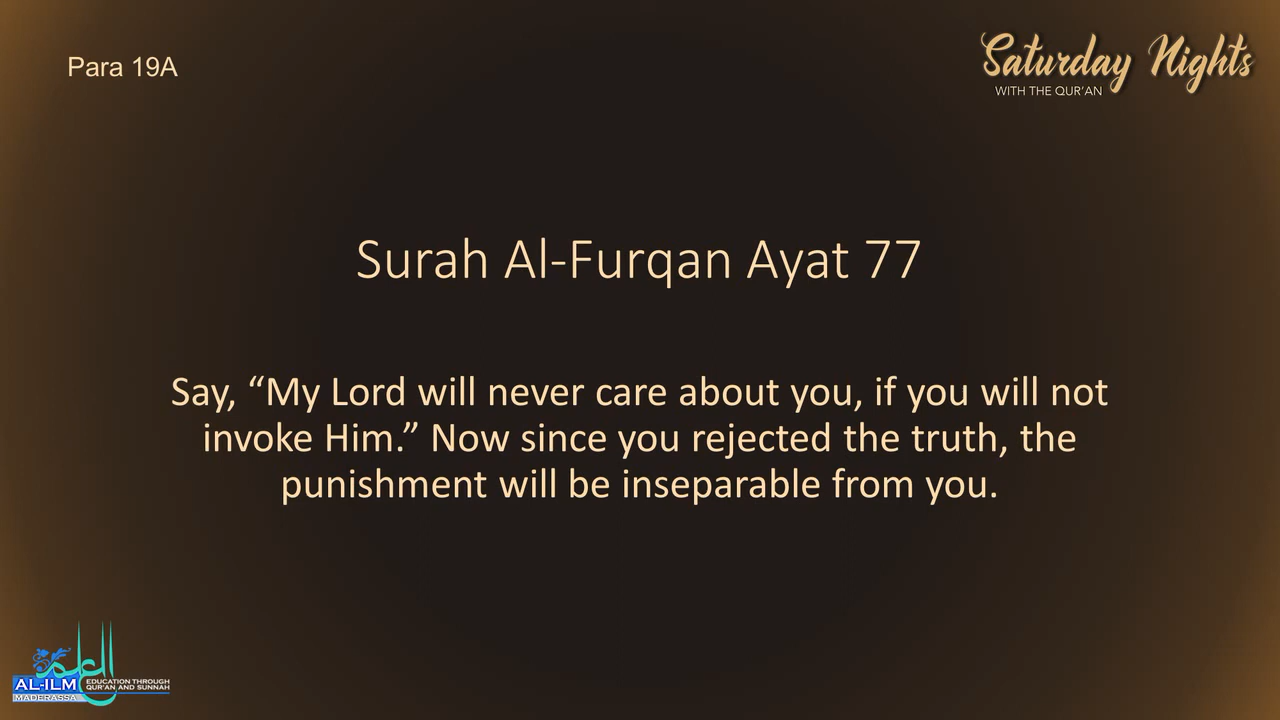 Para 19A
Saturday Nights
WITH THE QUR'AN
Surah Al-Furqan Ayat 77
Say, “My Lord will never care about you, if you will not
invoke Him.” Now since you rejected the truth, the
punishment will be inseparable from you.
العلم
AL-ILM
MADERASSA
EDUCATION THROUGH
QUR'AN AND SUNNAH